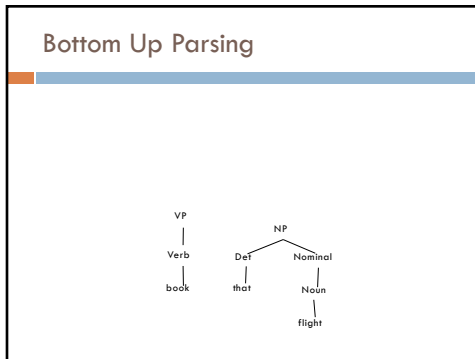 Bottom Up Parsing
VP
NP
Verb Det Nominal
book that Noun
flight